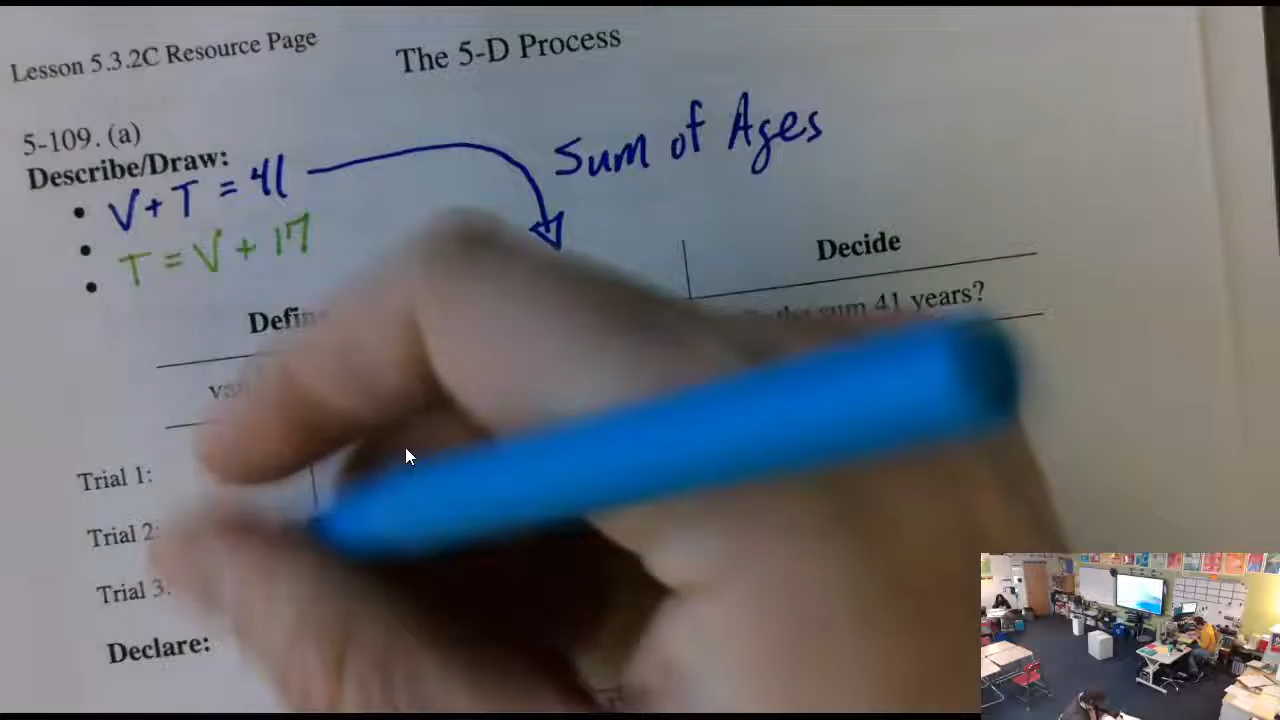 Lesson 5.3.2C Resource Page
The 5-D Process
5-109. (a)
Describe/Draw:
• V + T = 41
Sum of Ages
• T = V + 17
•
Decide
sum 41 years?
Trial 1:
Trial 2:
Trial 3.
Declare: